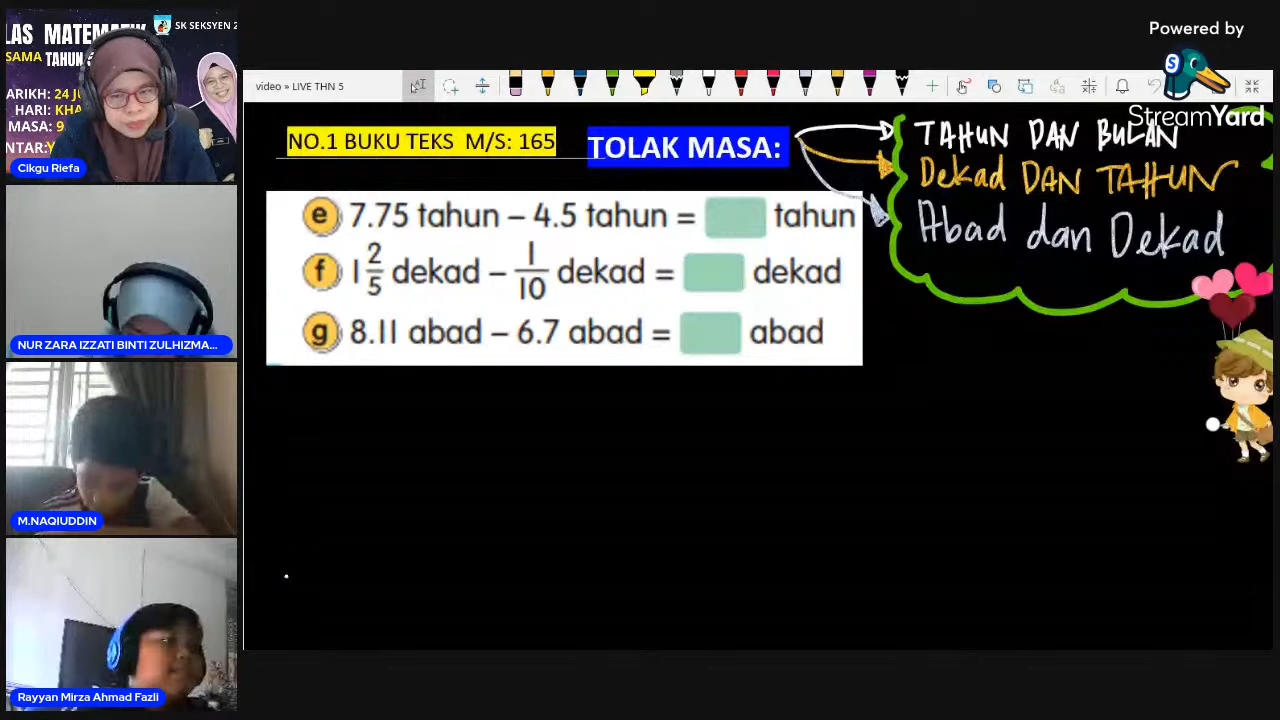 LAS MATEMATIK
SK SEKSYEN 2
SAMA TAHUN
ARIKH: 24 JU
HARI: KHA
MASA: 9
NTAR:Y
Cikgu Riefa
NUR ZARA IZZATI BINTI ZULHIZMA...
M.NAQIUDDIN
Rayyan Mirza Ahmad Fazli
Powered by
StreamYard
video » LIVE THN 5
NO.1 BUKU TEKS M/S: 165
TOLAK MASA:
TAHUN DAN BULAN
Dekad DAN TAHUN
Abad dan Dekad
e 7.75 tahun – 4.5 tahun = tahun
f 1 2/5 dekad – 1/10 dekad = dekad
g 8.11 abad – 6.7 abad = abad